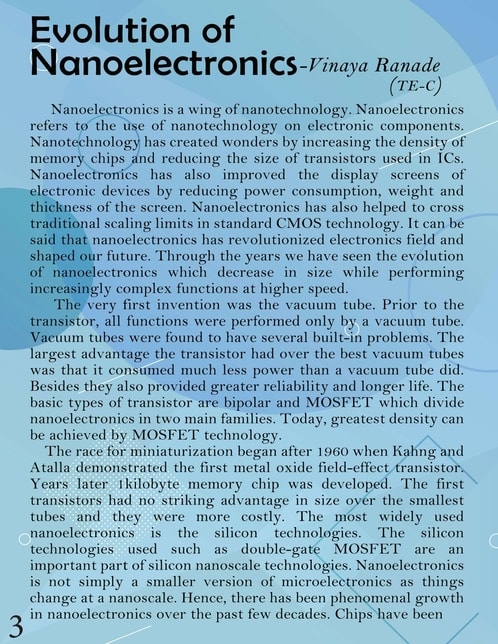 Evolution of
Nanoelectronics-Vinaya Ranade
(TE-C)
Nanoelectronics is a wing of nanotechnology. Nanoelectronics
refers to the use of nanotechnology on electronic components.
Nanotechnology has created wonders by increasing the density of
memory chips and reducing the size of transistors used in ICs.
Nanoelectronics has also improved the display screens of
electronic devices by reducing power consumption, weight and
thickness of the screen. Nanoelectronics has also helped to cross
traditional scaling limits in standard CMOS technology. It can be
said that nanoelectronics has revolutionized electronics field and
shaped our future. Through the years we have seen the evolution
of nanoelectronics which decrease in size while performing
increasingly complex functions at higher speed.
The very first invention was the vacuum tube. Prior to the
transistor, all functions were performed only by a vacuum tube.
Vacuum tubes were found to have several built-in problems. The
largest advantage the transistor had over the best vacuum tubes
was that it consumed much less power than a vacuum tube did.
Besides they also provided greater reliability and longer life. The
basic types of transistor are bipolar and MOSFET which divide
nanoelectronics in two main families. Today, greatest density can
be achieved by MOSFET technology.
The race for miniaturization began after 1960 when Kahng and
Atalla demonstrated the first metal oxide field-effect transistor.
Years later 1kilobyte memory chip was developed. The first
transistors had no striking advantage in size over the smallest
tubes and they were more costly. The most widely used
nanoelectronics is the silicon technologies. The silicon
technologies used such as double-gate MOSFET are an
important part of silicon nanoscale technologies. Nanoelectronics
is not simply a smaller version of microelectronics as things
change at a nanoscale. Hence, there has been phenomenal growth
in nanoelectronics over the past few decades. Chips have been
3